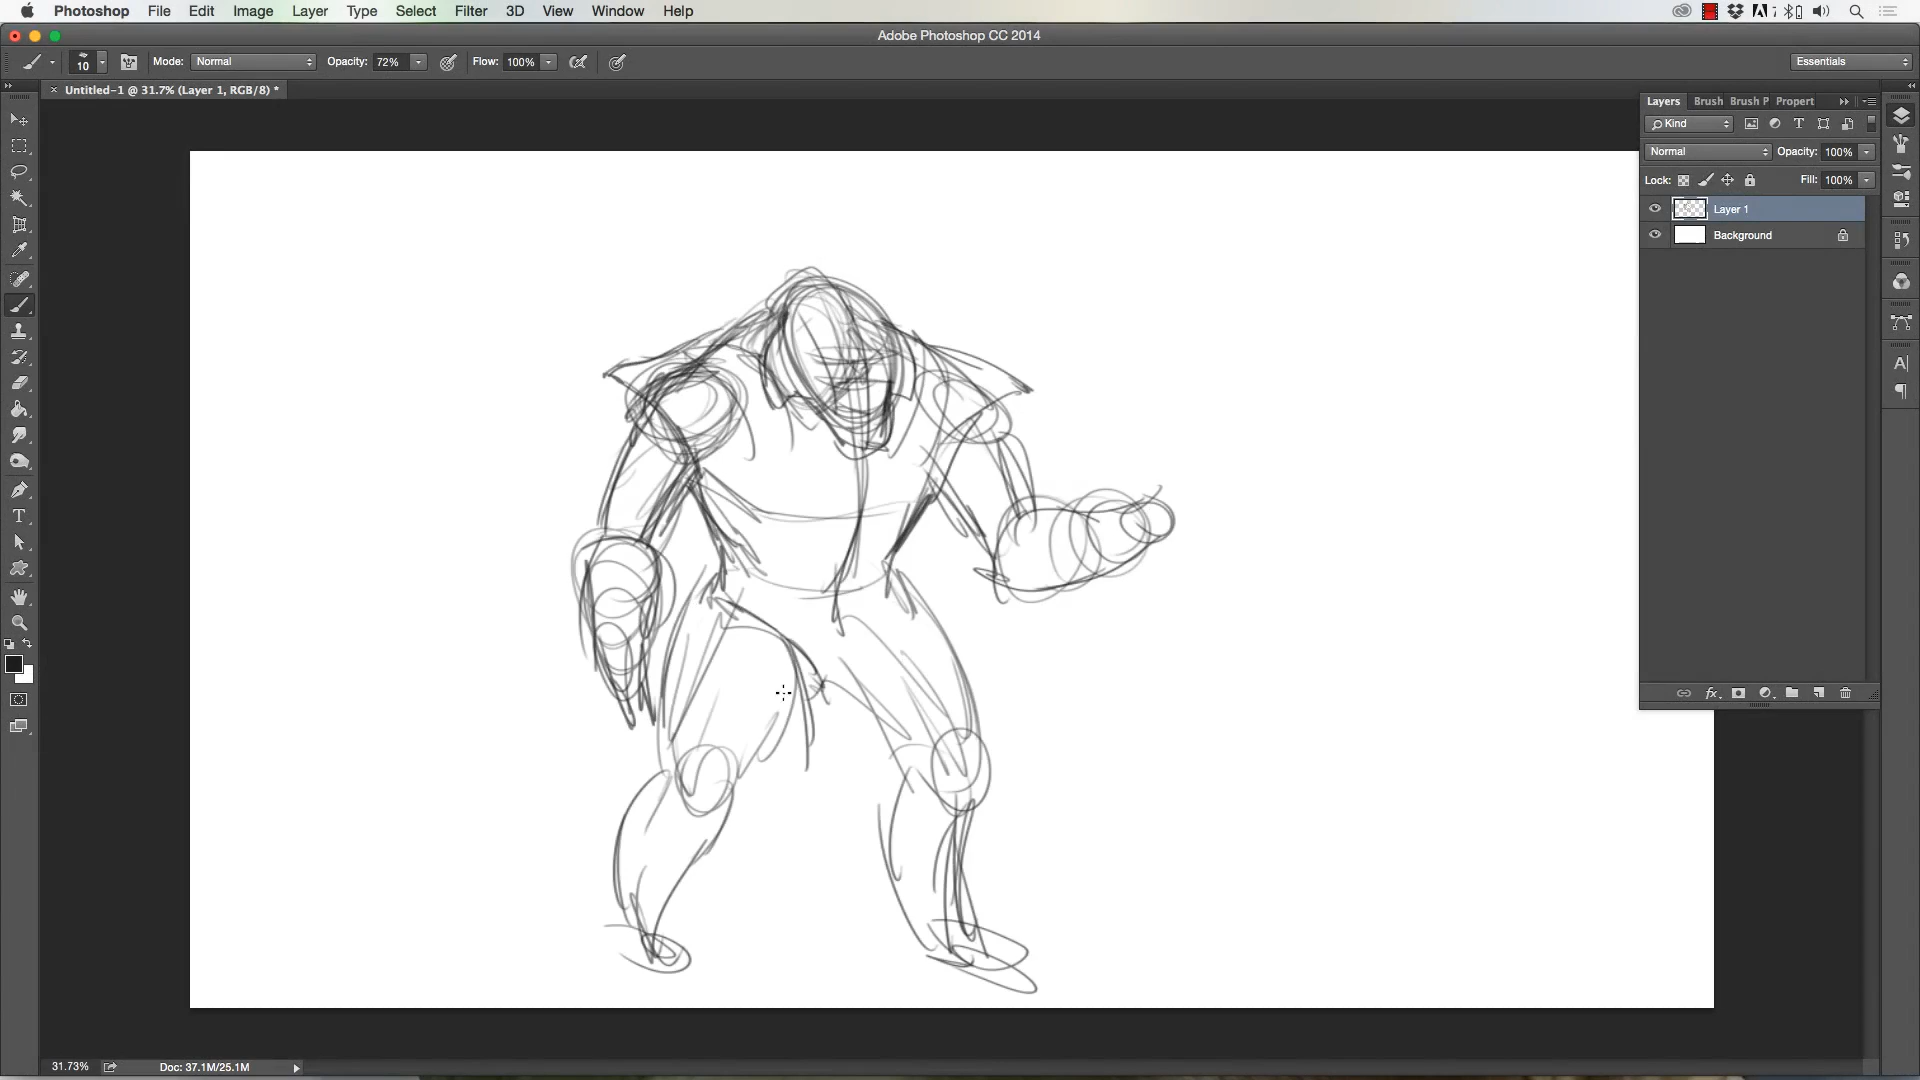 Photoshop File Edit Image Layer Type Select Filter 3D View Window Help
Adobe Photoshop CC 2014
10 Mode: Normal Opacity: 72% Flow: 100% Essentials
Untitled-1 @ 31.7% (Layer 1, RGB/8) *
Layers Brush Brush P Propert
Kind
Normal Opacity: 100%
Lock: Fill: 100%
Layer 1
Background
31.73% Doc: 37.1M/25.1M